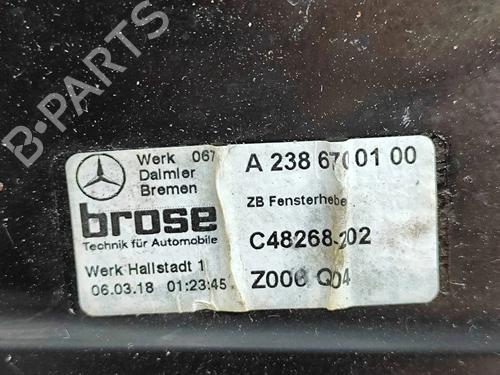 B-PARTS
Werk 067
Daimler
Bremen
brose
Technik für Automobile
Werk Hallstadt 1
06.03.18 01:23:45
A 238 670 01 00
ZB Fensterhebe
C48268-202
Z006 Q04